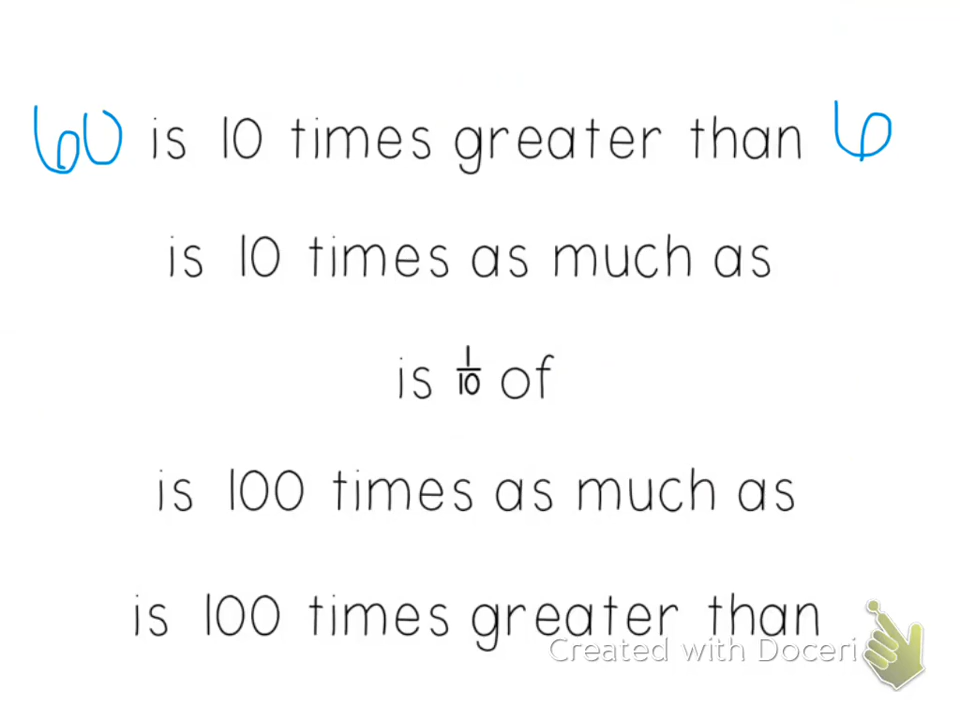 60 is 10 times greater than 6
is 10 times as much as
is 1/10 of
is 100 times as much as
is 100 times greater than
Created with Doceri